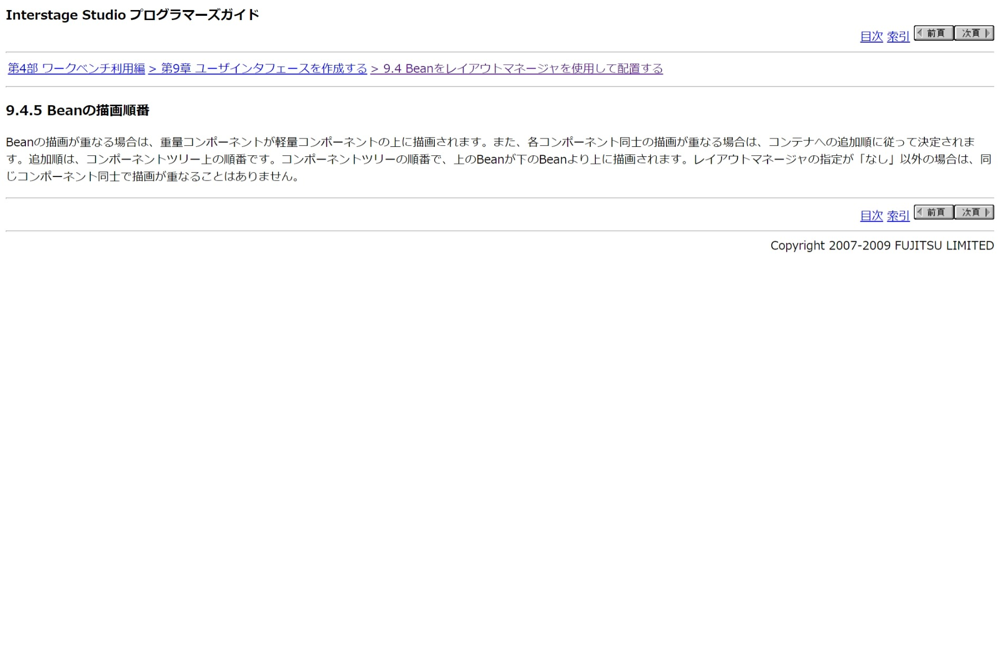 Interstage Studio プログラマーズガイド
目次 索引 前頁 次頁
第4部 ワークベンチ利用編 > 第9章 ユーザインタフェースを作成する > 9.4 Beanをレイアウトマネージャを使用して配置する
9.4.5 Beanの描画順番
Beanの描画が重なる場合は、重量コンポーネントが軽量コンポーネントの上に描画されます。また、各コンポーネント同士の描画が重なる場合は、コンテナへの追加順に従って決定されま
す。追加順は、コンポーネントツリー上の順番です。コンポーネントツリーの順番で、上のBeanが下のBeanより上に描画されます。レイアウトマネージャの指定が「なし」以外の場合は、同
じコンポーネント同士で描画が重なることはありません。
目次 索引 前頁 次頁
Copyright 2007-2009 FUJITSU LIMITED